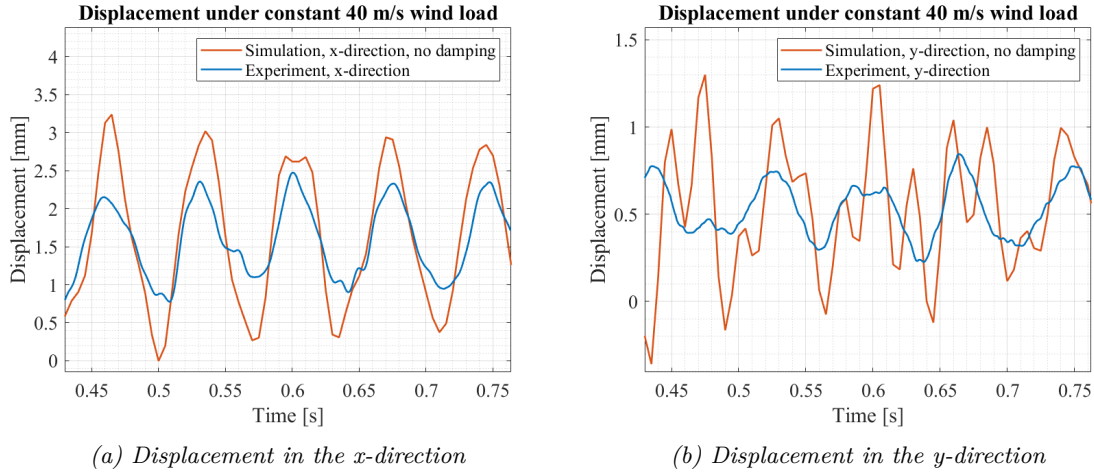 Displacement under constant 40 m/s wind load
Simulation, x-direction, no damping
Experiment, x-direction
Displacement [mm]
4
3.5
3
2.5
2
1.5
1
0.5
0
0.45
0.5
0.55
0.6
0.65
0.7
0.75
Time [s]
(a) Displacement in the x-direction
Displacement under constant 40 m/s wind load
Simulation, y-direction, no damping
Experiment, y-direction
Displacement [mm]
1.5
1
0.5
0
0.45
0.5
0.55
0.6
0.65
0.7
0.75
Time [s]
(b) Displacement in the y-direction